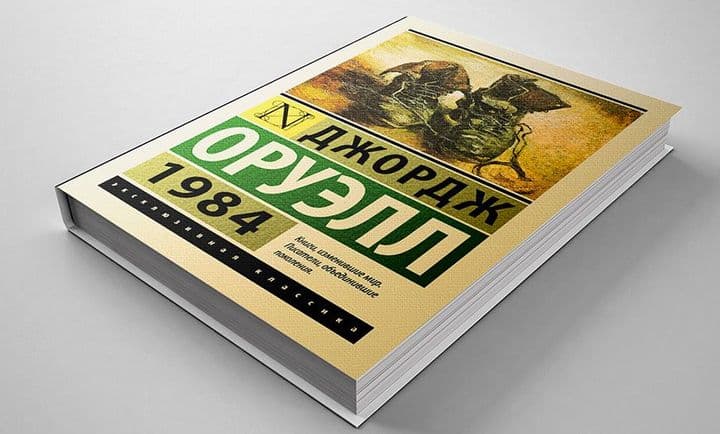 N
ДЖОРДЖ
ОРУЭЛЛ
1984
Книги, изменившие мир.
Писатели, объединившие
поколения.
ЭКСКЛЮЗИВНАЯ КЛАССИКА